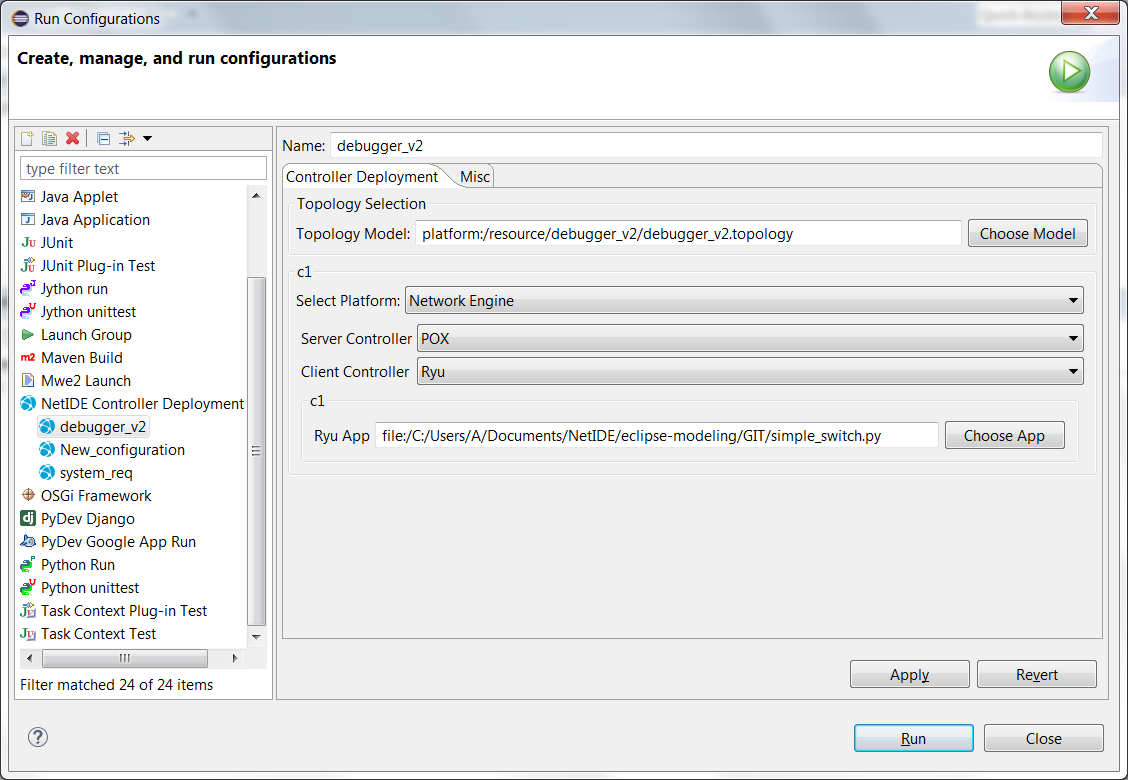 Run Configurations
Create, manage, and run configurations
type filter text
Java Applet
Java Application
JUnit
JUnit Plug-in Test
Jython run
Jython unittest
Launch Group
Maven Build
Mwe2 Launch
NetIDE Controller Deployment
debugger_v2
New_configuration
system_req
OSGi Framework
PyDev Django
PyDev Google App Run
Python Run
Python unittest
Task Context Plug-in Test
Task Context Test
Filter matched 24 of 24 items
Name: debugger_v2
Controller Deployment Misc
Topology Selection
Topology Model: platform:/resource/debugger_v2/debugger_v2.topology Choose Model
c1
Select Platform: Network Engine
Server Controller POX
Client Controller Ryu
c1
Ryu App file:/C:/Users/A/Documents/NetIDE/eclipse-modeling/GIT/simple_switch.py Choose App
Apply Revert
Run Close